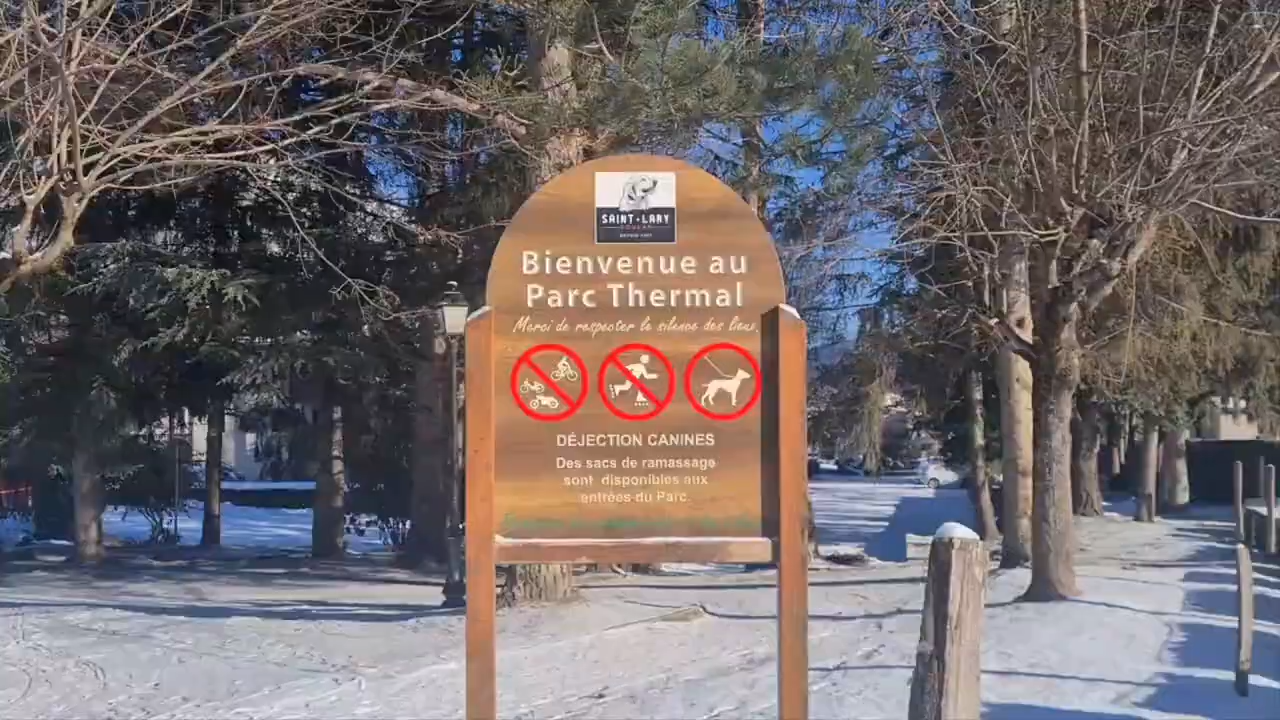 SAINT-LARY
SOULAN
Bienvenue au
Parc Thermal
Merci de respecter le silence des lieux.
DÉJECTION CANINES
Des sacs de ramassage
sont disponibles aux
entrées du Parc.